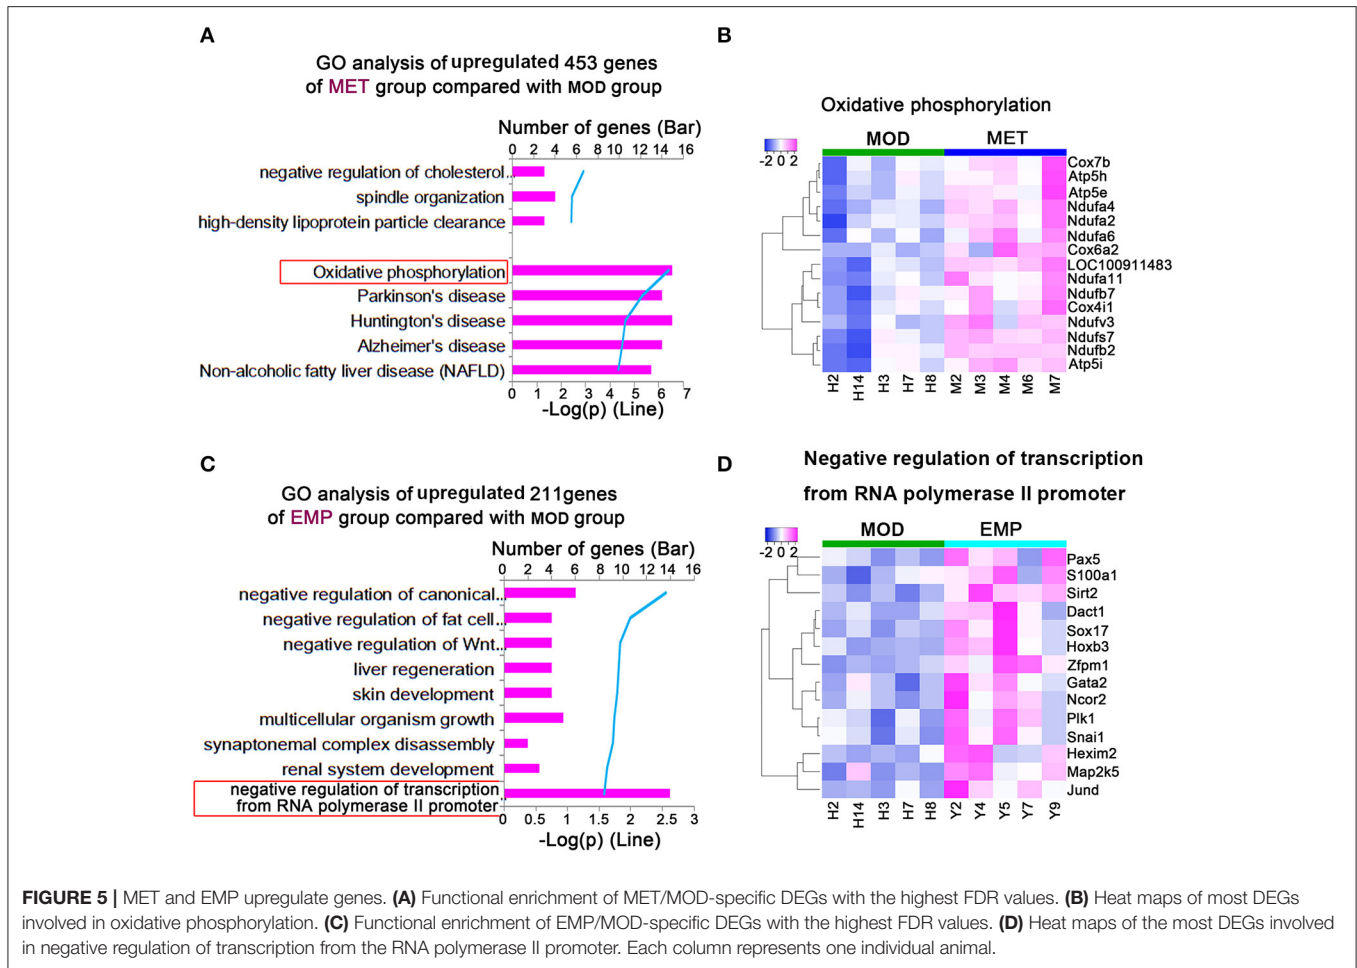 A
GO analysis of upregulated 453 genes
of MET group compared with MOD group
Number of genes (Bar)
0 2 4 6 8 10 12 14 16
negative regulation of cholesterol...
spindle organization
high-density lipoprotein particle clearance
Oxidative phosphorylation
Parkinson's disease
Huntington's disease
Alzheimer's disease
Non-alcoholic fatty liver disease (NAFLD)
0 1 2 3 4 5 6 7
-Log(p) (Line)
B
Oxidative phosphorylation
-2 0 2
MOD MET
Cox7b
Atp5h
Atp5e
Ndufa4
Ndufa2
Ndufa6
Cox6a2
LOC100911483
Ndufa11
Ndufb7
Cox4i1
Ndufv3
Ndufs7
Ndufb2
Atp5i
H2 H14 H3 H7 H8 M2 M3 M4 M6 M7
C
GO analysis of upregulated 211genes
of EMP group compared with MOD group
Number of genes (Bar)
0 2 4 6 8 10 12 14 16
negative regulation of canonical...
negative regulation of fat cell...
negative regulation of Wnt...
liver regeneration
skin development
multicellular organism growth
synaptonemal complex disassembly
renal system development
negative regulation of transcription
from RNA polymerase II promoter
0 0.5 1 1.5 2 2.5 3
-Log(p) (Line)
D
Negative regulation of transcription
from RNA polymerase II promoter
-2 0 2
MOD EMP
Pax5
S100a1
Sirt2
Dact1
Sox17
Hoxb3
Zfpm1
Gata2
Ncor2
Plk1
Snai1
Hexim2
Map2k5
Jund
H2 H14 H3 H7 H8 Y2 Y4 Y5 Y7 Y9
FIGURE 5 | MET and EMP upregulate genes. (A) Functional enrichment of MET/MOD-specific DEGs with the highest FDR values. (B) Heat maps of most DEGs
involved in oxidative phosphorylation. (C) Functional enrichment of EMP/MOD-specific DEGs with the highest FDR values. (D) Heat maps of the most DEGs involved
in negative regulation of transcription from the RNA polymerase II promoter. Each column represents one individual animal.